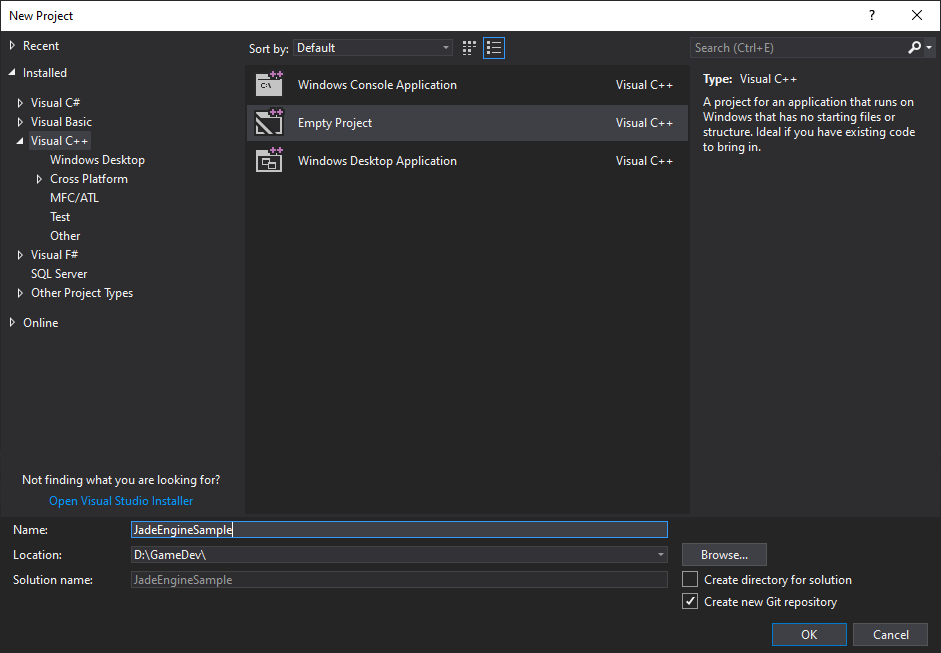 New Project
?
Recent
Installed
Visual C#
Visual Basic
Visual C++
Windows Desktop
Cross Platform
MFC/ATL
Test
Other
Visual F#
SQL Server
Other Project Types
Online
Not finding what you are looking for?
Open Visual Studio Installer
Sort by: Default
C:\
Windows Console Application Visual C++
Empty Project Visual C++
Windows Desktop Application Visual C++
Search (Ctrl+E)
Type: Visual C++
A project for an application that runs on
Windows that has no starting files or
structure. Ideal if you have existing code
to bring in.
Name: JadeEngineSample
Location: D:\GameDev\
Browse...
Solution name: JadeEngineSample
Create directory for solution
Create new Git repository
OK
Cancel